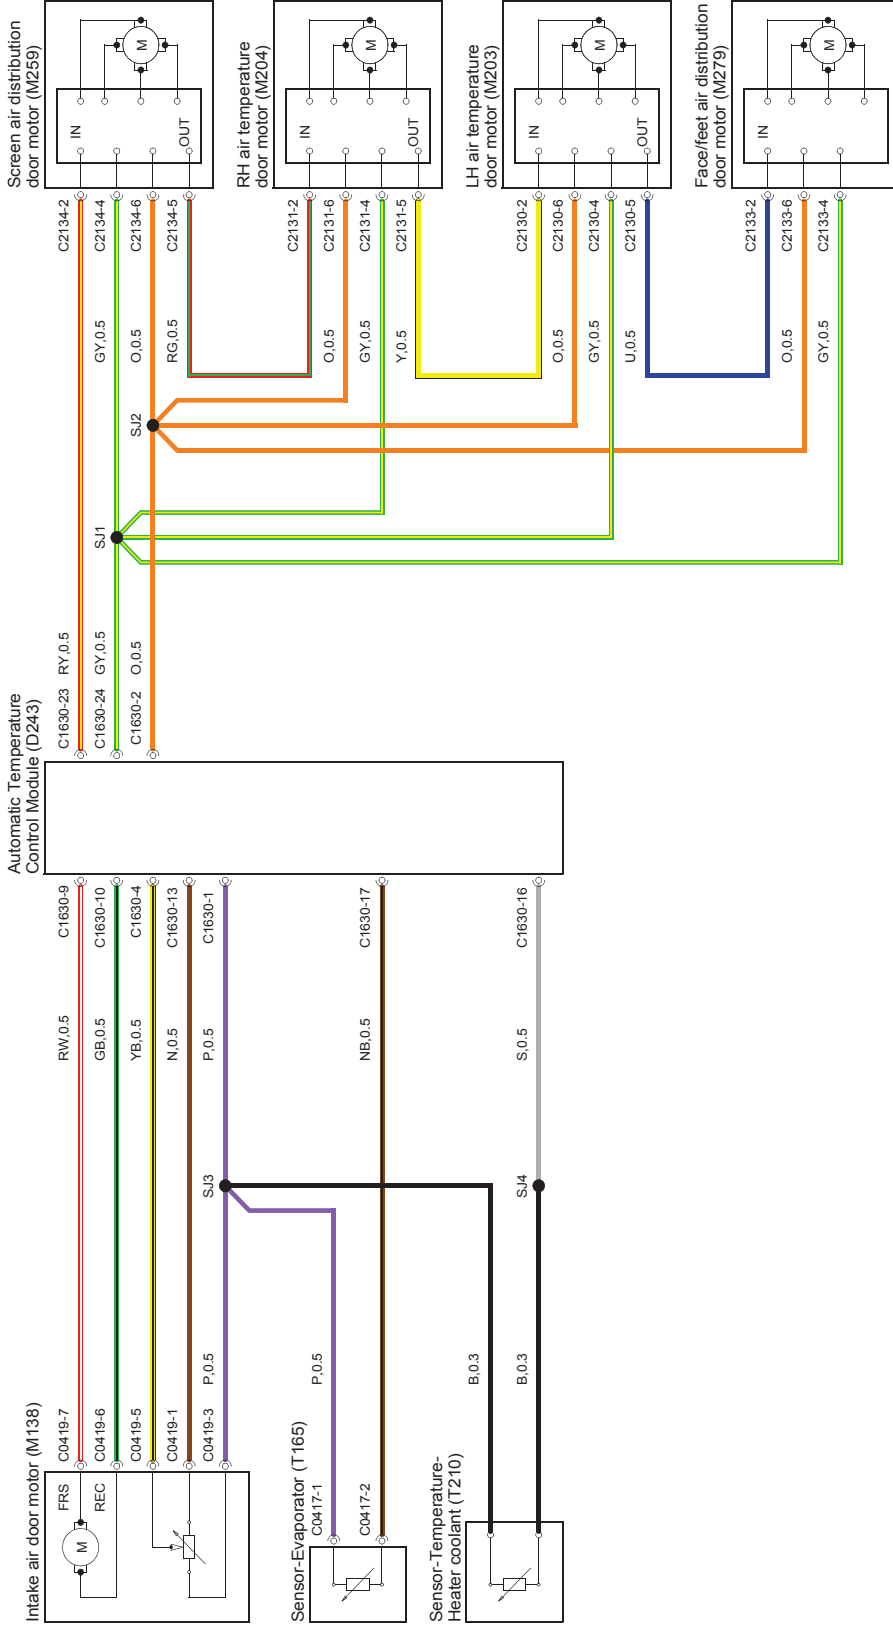 Screen air distribution
door motor (M259)
IN
OUT
M
C2134-2
C2134-4
C2134-6
C2134-5
GY,0.5
O,0.5
RG,0.5
RH air temperature
door motor (M204)
IN
OUT
M
C2131-2
C2131-6
C2131-4
C2131-5
O,0.5
GY,0.5
Y,0.5
LH air temperature
door motor (M203)
IN
OUT
M
C2130-2
C2130-6
C2130-4
C2130-5
O,0.5
GY,0.5
U,0.5
Face/feet air distribution
door motor (M279)
IN
M
C2133-2
C2133-6
C2133-4
O,0.5
GY,0.5
SJ2
SJ1
RY,0.5
GY,0.5
O,0.5
C1630-23
C1630-24
C1630-2
Automatic Temperature
Control Module (D243)
C1630-9
C1630-10
C1630-4
C1630-13
C1630-1
C1630-17
C1630-16
RW,0.5
GB,0.5
YB,0.5
N,0.5
P,0.5
NB,0.5
S,0.5
SJ3
SJ4
P,0.5
P,0.5
B,0.3
B,0.3
Intake air door motor (M138)
C0419-7
C0419-6
C0419-5
C0419-1
C0419-3
FRS
REC
M
Sensor-Evaporator (T165)
C0417-1
C0417-2
Sensor-Temperature-
Heater coolant (T210)